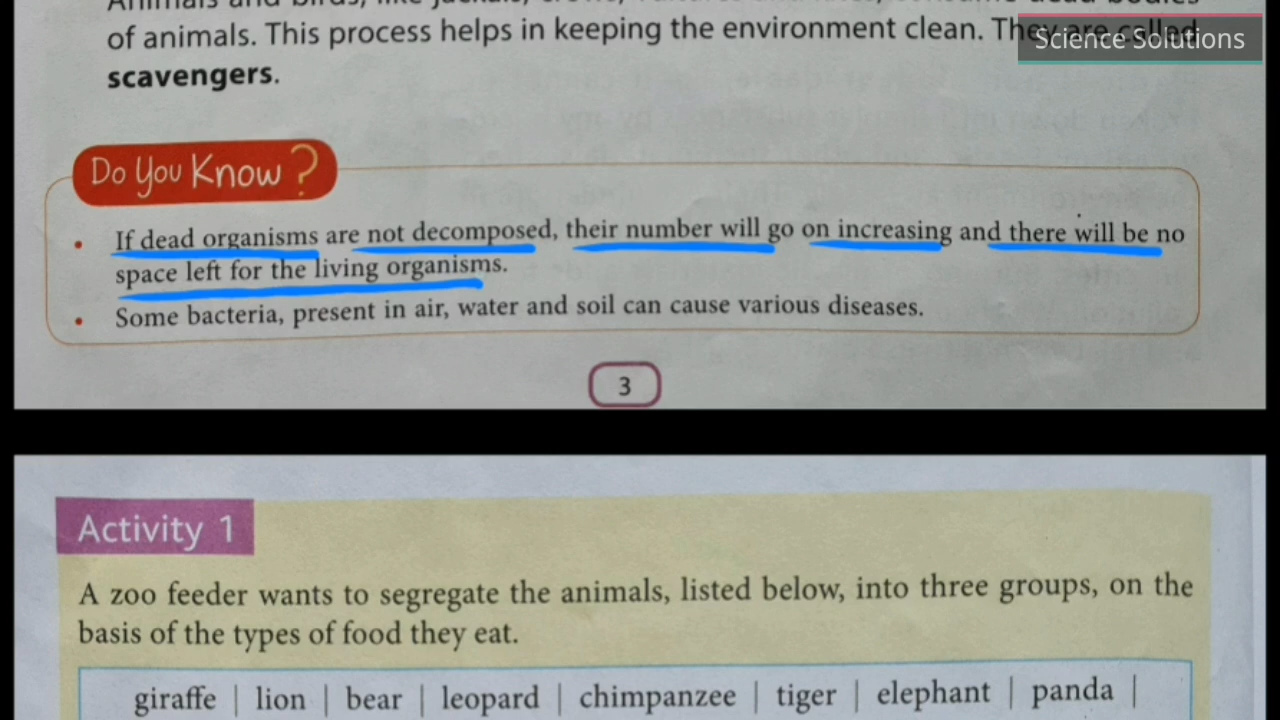 of animals. This process helps in keeping the environment clean. They are called
Science Solutions
scavengers.
Do You Know?
• If dead organisms are not decomposed, their number will go on increasing and there will be no
space left for the living organisms.
• Some bacteria, present in air, water and soil can cause various diseases.
3
Activity 1
A zoo feeder wants to segregate the animals, listed below, into three groups, on the
basis of the types of food they eat.
giraffe | lion | bear | leopard | chimpanzee | tiger | elephant | panda |